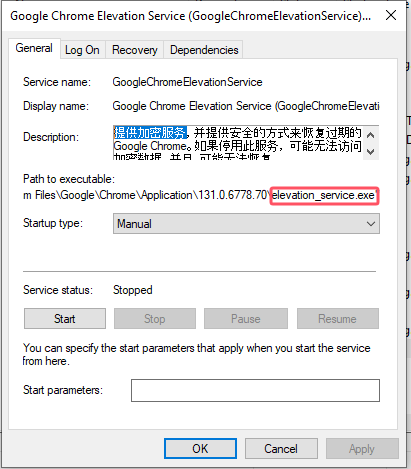 Google Chrome Elevation Service (GoogleChromeElevationService)...
General
Log On
Recovery
Dependencies
Service name: GoogleChromeElevationService
Display name: Google Chrome Elevation Service (GoogleChromeElevati
Description: 提供加密服务，并提供安全的方式来恢复过期的
Google Chrome。如果停用此服务，可能无法访问
加密数据，并且 可能无法恢复
Path to executable:
m Files\Google\Chrome\Application\131.0.6778.70\elevation_service.exe"
Startup type: Manual
Service status: Stopped
Start
Stop
Pause
Resume
You can specify the start parameters that apply when you start the service
from here.
Start parameters:
OK
Cancel
Apply